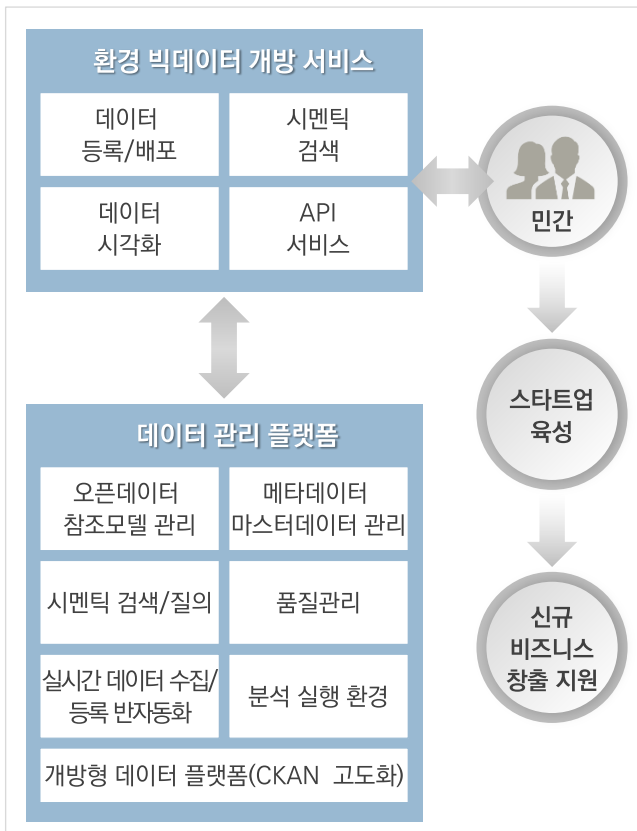 환경 빅데이터 개방 서비스
데이터
등록/배포
시멘틱
검색
데이터
시각화
API
서비스
민간
스타트업
육성
신규
비즈니스
창출 지원
데이터 관리 플랫폼
오픈데이터
참조모델 관리
메타데이터
마스터데이터 관리
시멘틱 검색/질의
품질관리
실시간 데이터 수집/
등록 반자동화
분석 실행 환경
개방형 데이터 플랫폼(CKAN 고도화)